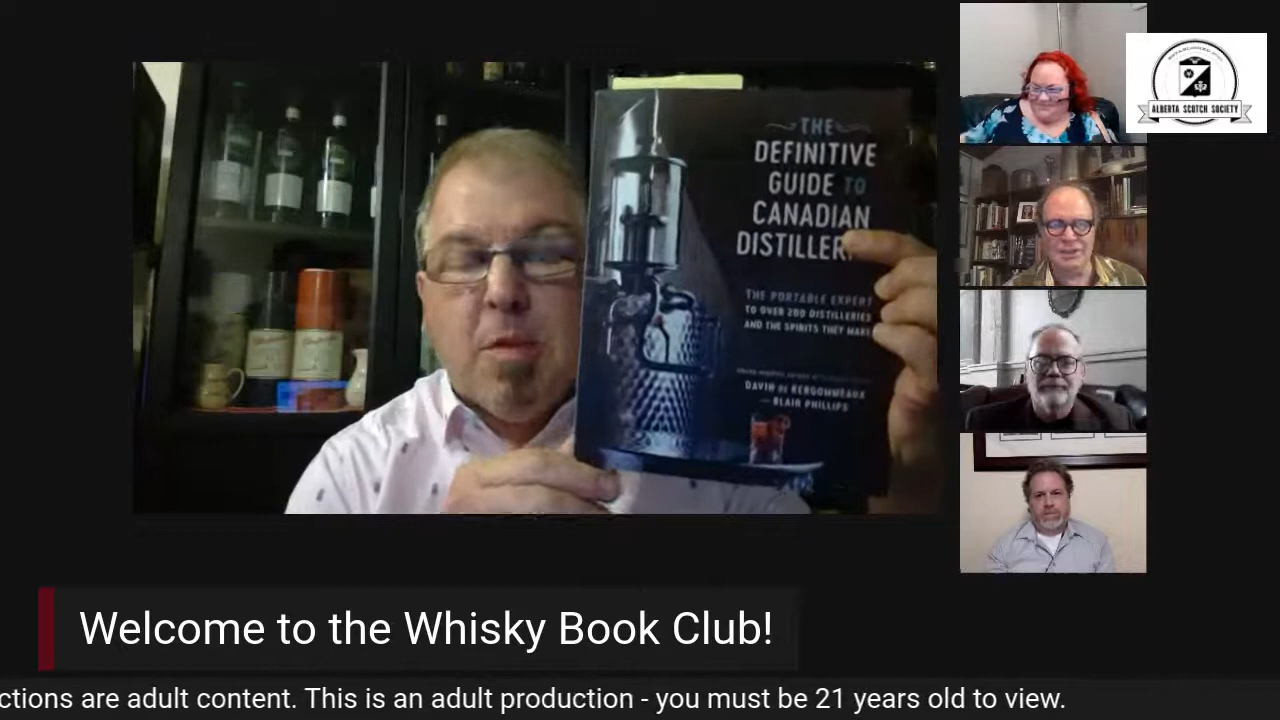 THE
DEFINITIVE
GUIDE TO
CANADIAN
DISTILLER
THE PORTABLE EXPERT
TO OVER 200 DISTILLERIES
AND THE SPIRITS THEY MAKE
DAVIN DE KERGOMMEAUX
BLAIR PHILLIPS
ALBERTA SCOTCH SOCIETY
Welcome to the Whisky Book Club!
ctions are adult content. This is an adult production - you must be 21 years old to view.